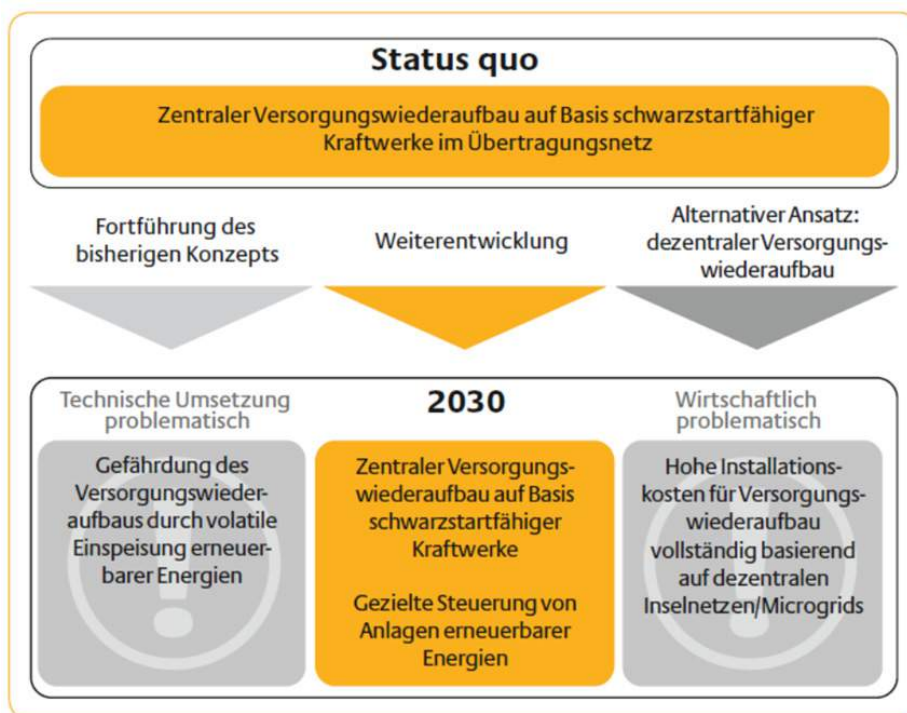 Status quo
Zentraler Versorgungswiederaufbau auf Basis schwarzstartfähiger
Kraftwerke im Übertragungsnetz
Fortführung des
bisherigen Konzepts
Weiterentwicklung
Alternativer Ansatz:
dezentraler Versorgungs-
wiederaufbau
Technische Umsetzung
problematisch
Gefährdung des
Versorgungswieder-
aufbaus durch volatile
Einspeisung erneuer-
barer Energien
2030
Zentraler Versorgungs-
wiederaufbau auf Basis
schwarzstartfähiger
Kraftwerke
Gezielte Steuerung von
Anlagen erneuerbarer
Energien
Wirtschaftlich
problematisch
Hohe Installations-
kosten für Versorgungs-
wiederaufbau
vollständig basierend
auf dezentralen
Inselnetzen/Microgrids